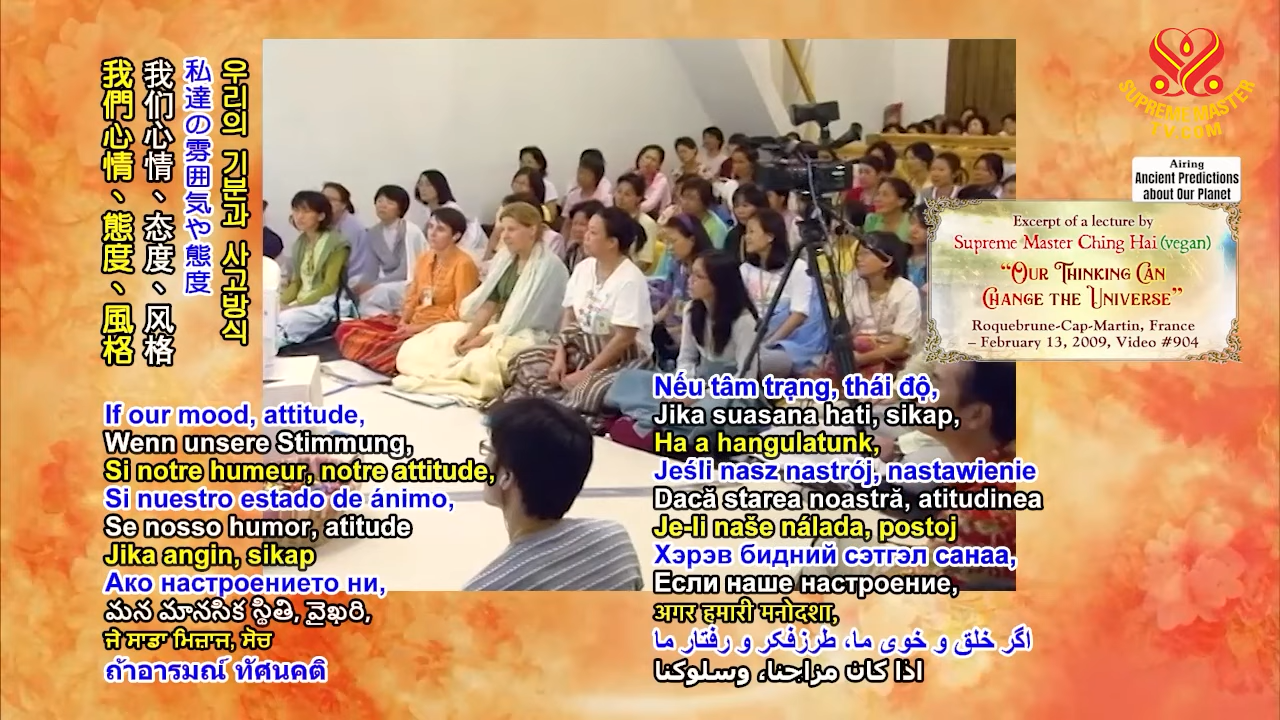 우리의 기분과 사고방식
私達の雰囲気や態度
我们心情、态度、风格
我們心情、態度、風格
If our mood, attitude,
Wenn unsere Stimmung,
Si notre humeur, notre attitude,
Si nuestro estado de ánimo,
Se nosso humor, atitude
Jika angin, sikap
Ако настроението ни,
మన మానసిక స్థితి, వైఖరి,
ਜੇ ਸਾਡਾ ਮਿਜ਼ਾਜ, ਸੋਚ
ถ้าอารมณ์ ทัศนคติ
Nếu tâm trạng, thái độ,
Jika suasana hati, sikap,
Ha a hangulatunk,
Jeśli nasz nastrój, nastawienie
Dacă starea noastră, atitudinea
Je-li naše nálada, postoj
Хэрэв бидний сэтгэл санаа,
Если наше настроение,
अगर हमारी मनोदशा,
اگر خلق و خوی ما، طرزفکر و رفتار ما
اذا كان مزاجنا، وسلوكنا
SUPREME MASTER
TV.COM
Airing
Ancient Predictions
about Our Planet
Excerpt of a lecture by
Supreme Master Ching Hai (vegan)
“Our Thinking Can
Change the Universe”
Roquebrune-Cap-Martin, France
– February 13, 2009, Video #904